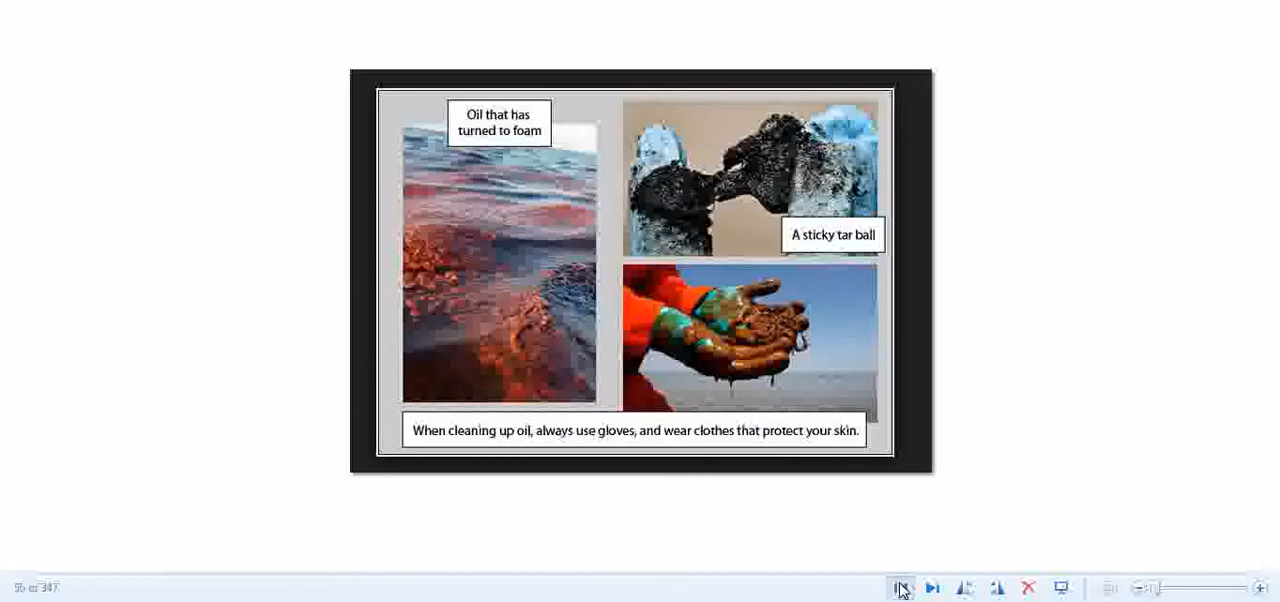 Oil that has
turned to foam
A sticky tar ball
When cleaning up oil, always use gloves, and wear clothes that protect your skin.
347